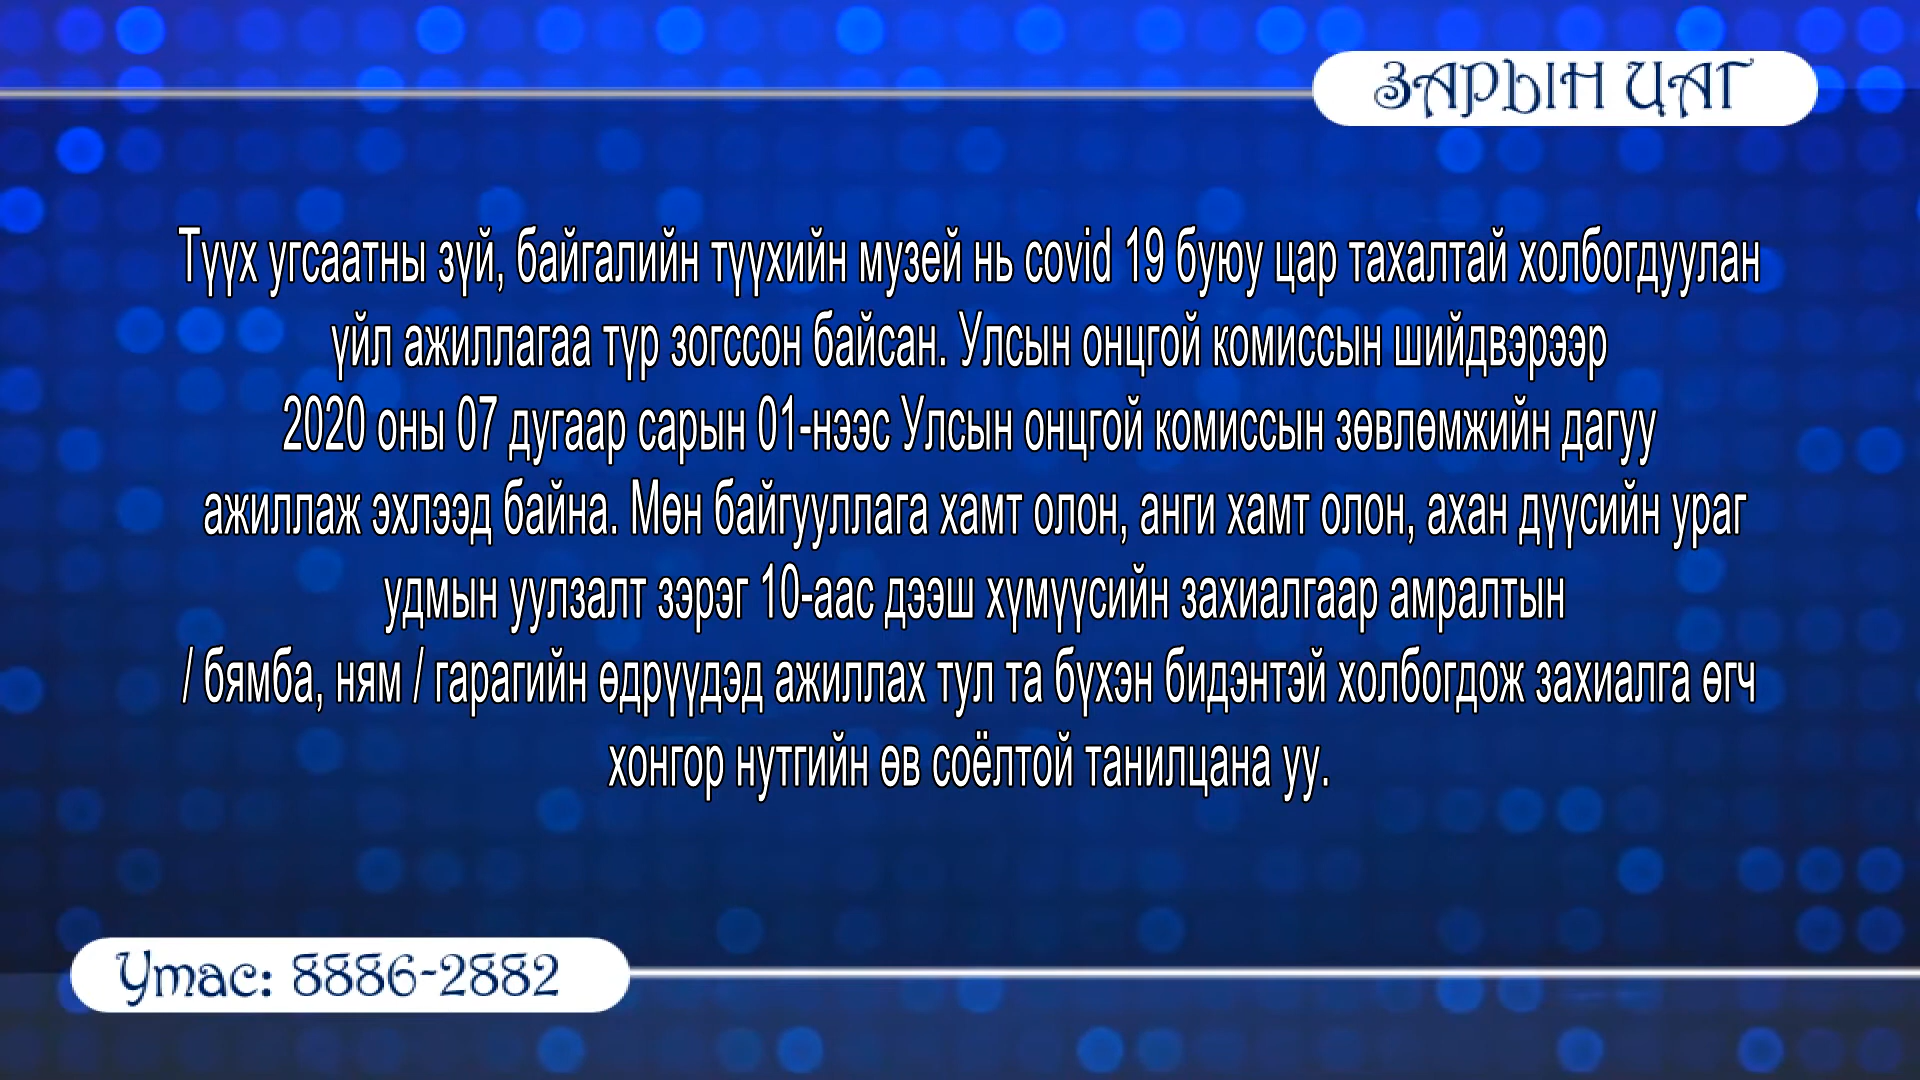 ЗАРЫН ЦАГ
Түүх угсаатны зүй, байгалийн түүхийн музей нь covid 19 буюу цар тахалтай холбогдуулан
үйл ажиллагаа түр зогссон байсан. Улсын онцгой комиссын шийдвэрээр
2020 оны 07 дугаар сарын 01-нээс Улсын онцгой комиссын зөвлөмжийн дагуу
ажиллаж эхлээд байна. Мөн байгууллага хамт олон, анги хамт олон, ахан дүүсийн ураг
удмын уулзалт зэрэг 10-аас дээш хүмүүсийн захиалгаар амралтын
/ бямба, ням / гарагийн өдрүүдэд ажиллах тул та бүхэн бидэнтэй холбогдож захиалга өгч
хонгор нутгийн өв соёлтой танилцана уу.
Утас: 8886-2882